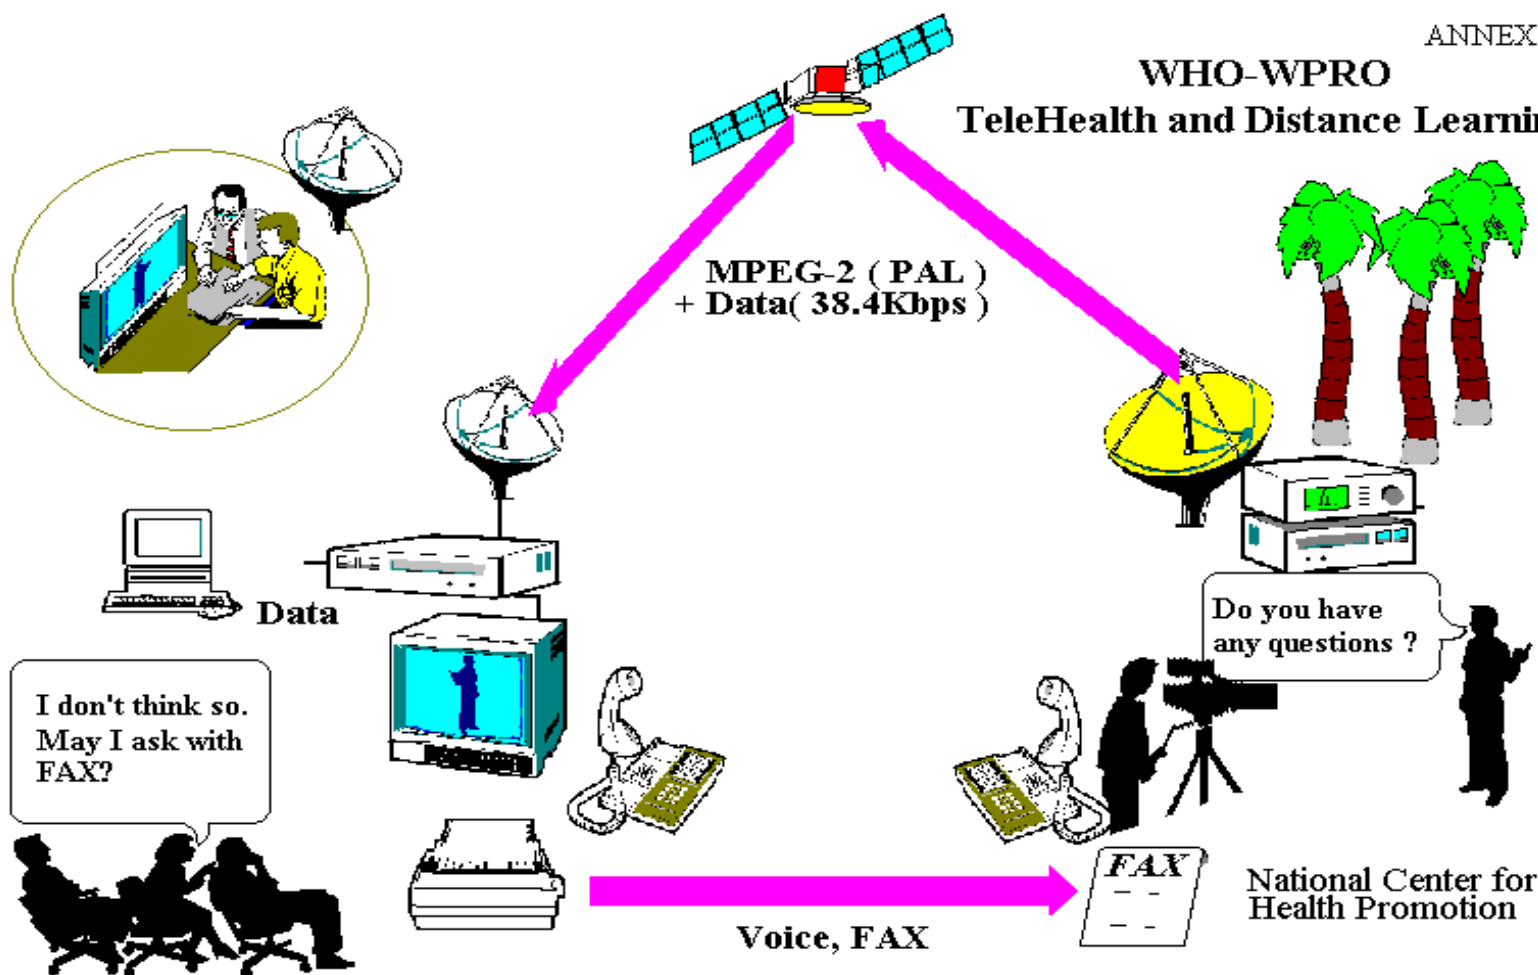 ANNEX
WHO-WPRO
TeleHealth and Distance Learnin
MPEG-2 ( PAL )
+ Data( 38.4Kbps )
Data
Do you have
any questions ?
I don't think so.
May I ask with
FAX?
FAX
National Center for
Health Promotion
Voice, FAX